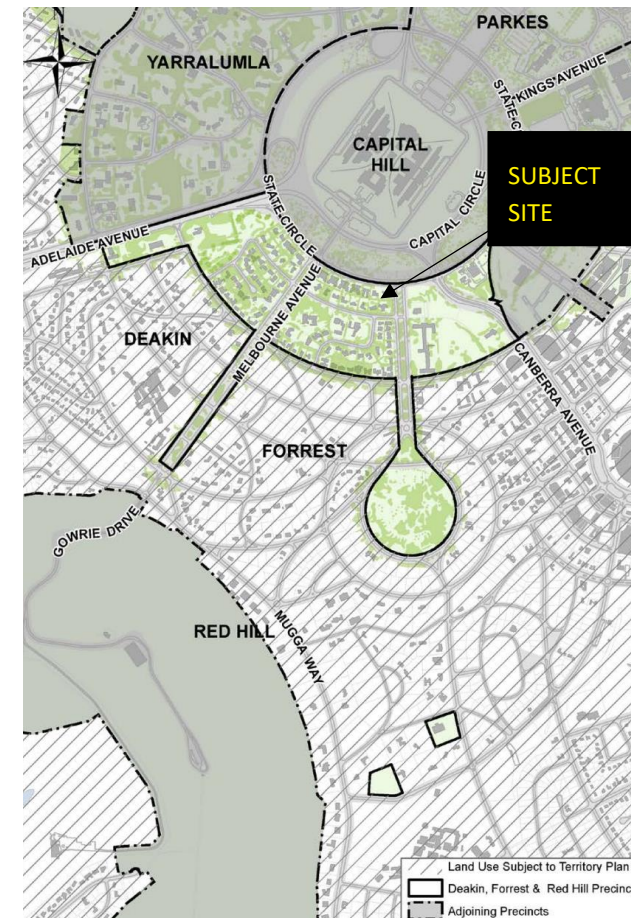 PARKES
YARRALUMLA
KINGS AVENUE
STATE C
CAPITAL
HILL
SUBJECT
SITE
STATE CIRCLE
CAPITAL CIRCLE
ADELAIDE AVENUE
MELBOURNE AVENUE
DEAKIN
CANBERRA AVENUE
FORREST
GOWRIE DRIVE
RED HILL
MUGGA WAY
Land Use Subject to Territory Plan
Deakin, Forrest & Red Hill Precinc
Adjoining Precincts